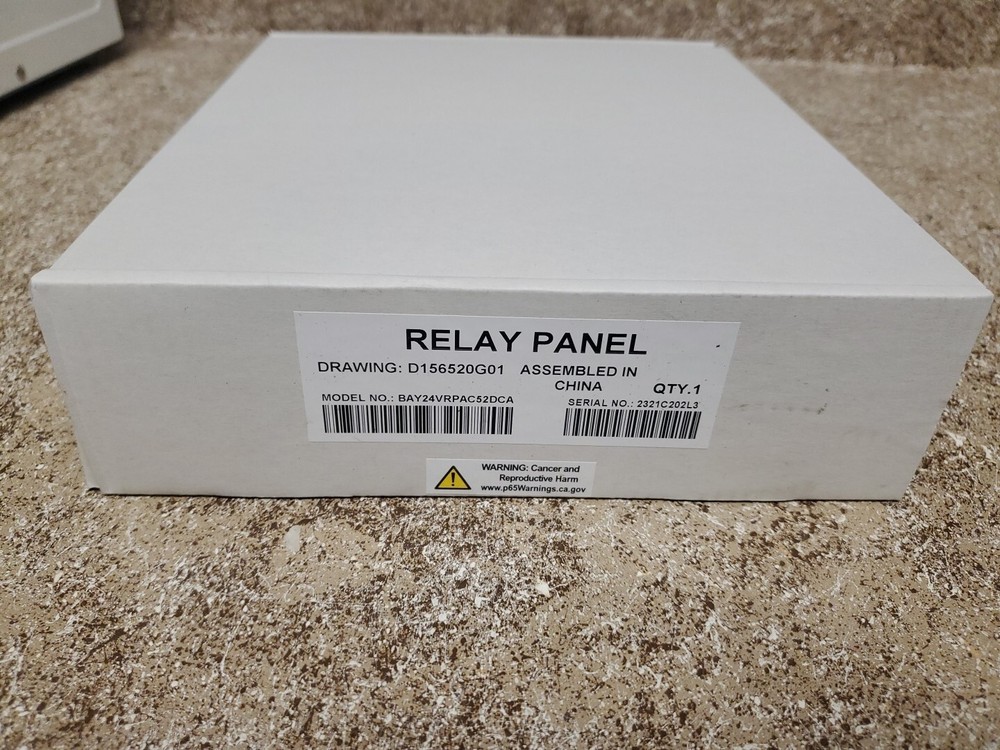 RELAY PANEL
DRAWING: D156520G01 ASSEMBLED IN
CHINA QTY.1
MODEL NO.: BAY24VRPAC52DCA SERIAL NO.: 2321C202L3
WARNING: Cancer and
Reproductive Harm
www.p65Warnings.ca.gov